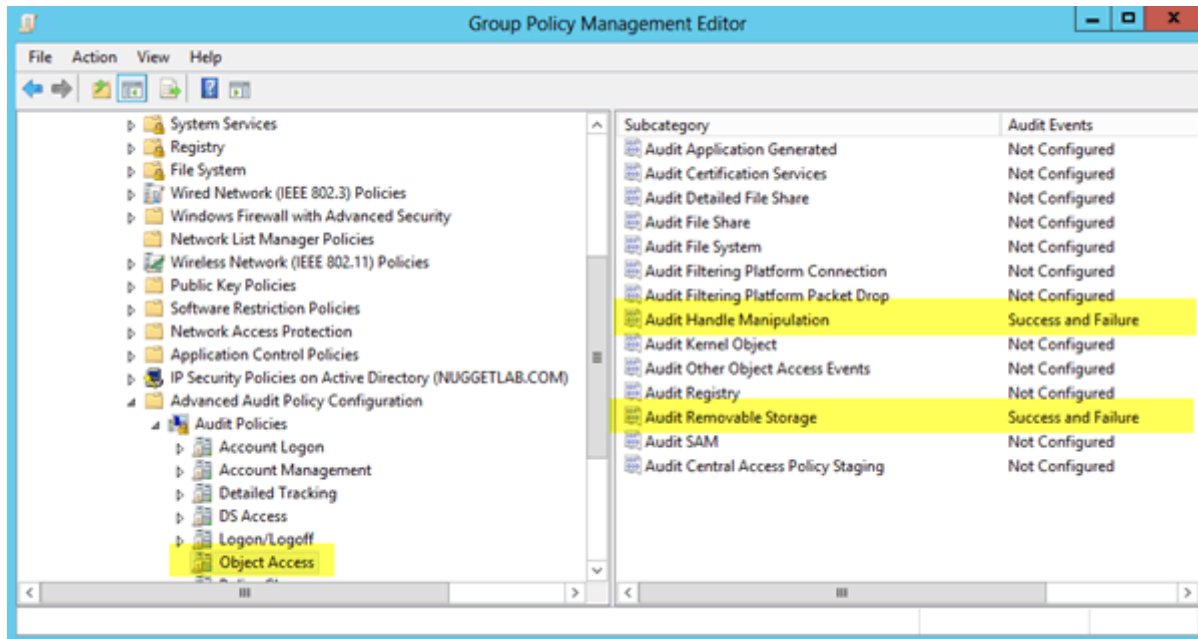 Group Policy Management Editor
File Action View Help
System Services
Registry
File System
Wired Network (IEEE 802.3) Policies
Windows Firewall with Advanced Security
Network List Manager Policies
Wireless Network (IEEE 802.11) Policies
Public Key Policies
Software Restriction Policies
Network Access Protection
Application Control Policies
IP Security Policies on Active Directory (NUGGETLAB.COM)
Advanced Audit Policy Configuration
Audit Policies
Account Logon
Account Management
Detailed Tracking
DS Access
Logon/Logoff
Object Access
Subcategory Audit Events
Audit Application Generated Not Configured
Audit Certification Services Not Configured
Audit Detailed File Share Not Configured
Audit File Share Not Configured
Audit File System Not Configured
Audit Filtering Platform Connection Not Configured
Audit Filtering Platform Packet Drop Not Configured
Audit Handle Manipulation Success and Failure
Audit Kernel Object Not Configured
Audit Other Object Access Events Not Configured
Audit Registry Not Configured
Audit Removable Storage Success and Failure
Audit SAM Not Configured
Audit Central Access Policy Staging Not Configured